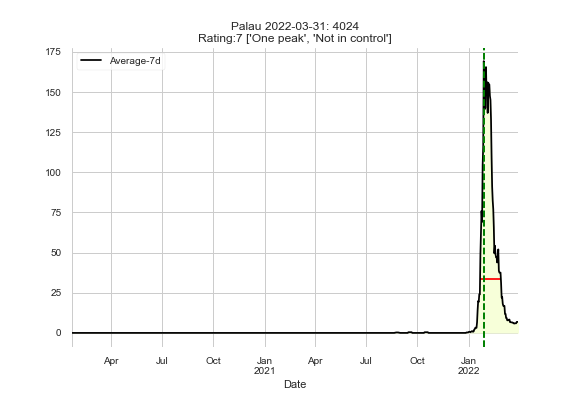 Palau 2022-03-31: 4024
Rating:7 ['One peak', 'Not in control']
Average-7d
175
150
125
100
75
50
25
0
Apr Jul Oct Jan Apr Jul Oct Jan
2021 2022
Date